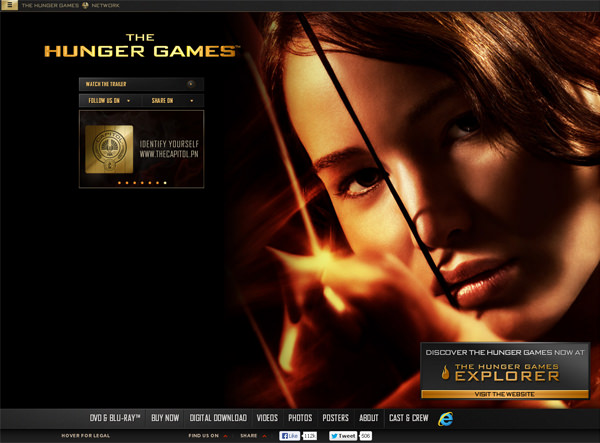 THE HUNGER GAMES NETWORK
THE
HUNGER GAMES™
WATCH THE TRAILER
FOLLOW US ON SHARE ON
CAPITOL
IDENTIFY YOURSELF
WWW.THECAPITOL.PN
DISCOVER THE HUNGER GAMES NOW AT
THE HUNGER GAMES
EXPLORER
VISIT THE WEBSITE
DVD & BLU-RAY™ BUY NOW DIGITAL DOWNLOAD VIDEOS PHOTOS POSTERS ABOUT CAST & CREW
HOVER FOR LEGAL FIND US ON SHARE Like 112k Tweet 506